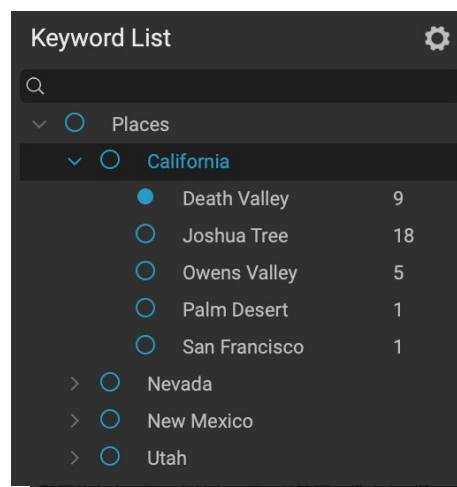 Keyword List
Places
California
Death Valley 9
Joshua Tree 18
Owens Valley 5
Palm Desert 1
San Francisco 1
Nevada
New Mexico
Utah